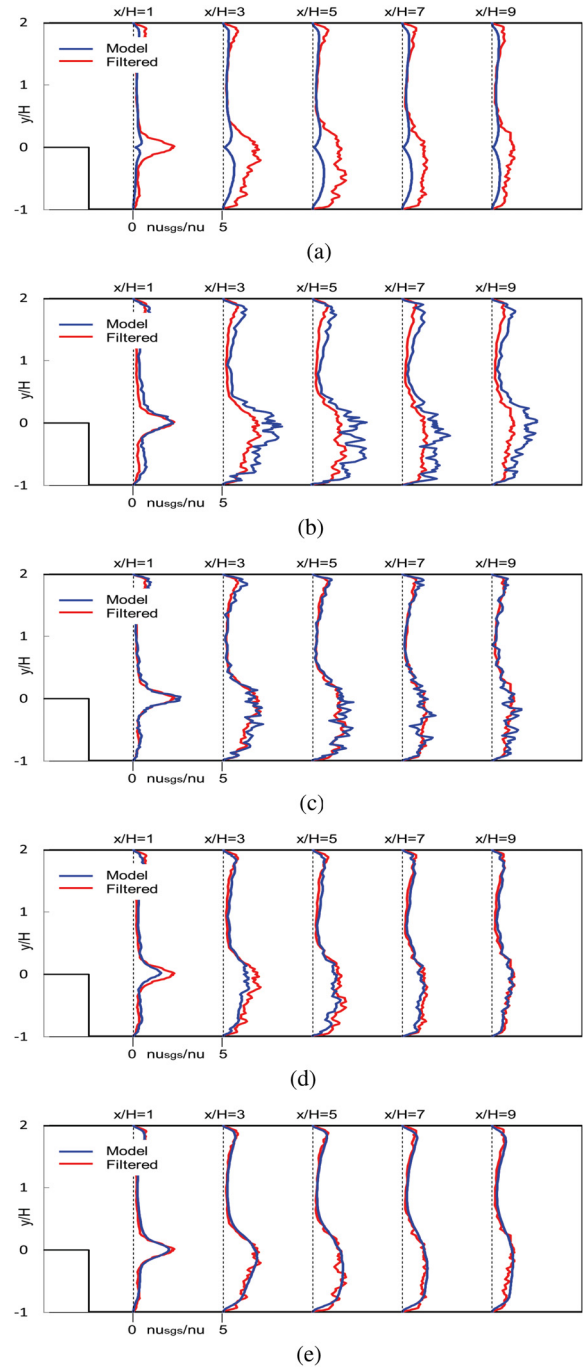 x/H=1 x/H=3 x/H=5 x/H=7 x/H=9
2
Model
Filtered
1
y/H
0
-1
0 nusgs/nu 5
(a)
x/H=1 x/H=3 x/H=5 x/H=7 x/H=9
2
Model
Filtered
1
y/H
0
-1
0 nusgs/nu 5
(b)
x/H=1 x/H=3 x/H=5 x/H=7 x/H=9
2
Model
Filtered
1
y/H
0
-1
0 nusgs/nu 5
(c)
x/H=1 x/H=3 x/H=5 x/H=7 x/H=9
2
Model
Filtered
1
y/H
0
-1
0 nusgs/nu 5
(d)
x/H=1 x/H=3 x/H=5 x/H=7 x/H=9
2
Model
Filtered
1
y/H
0
-1
0 nusgs/nu 5
(e)